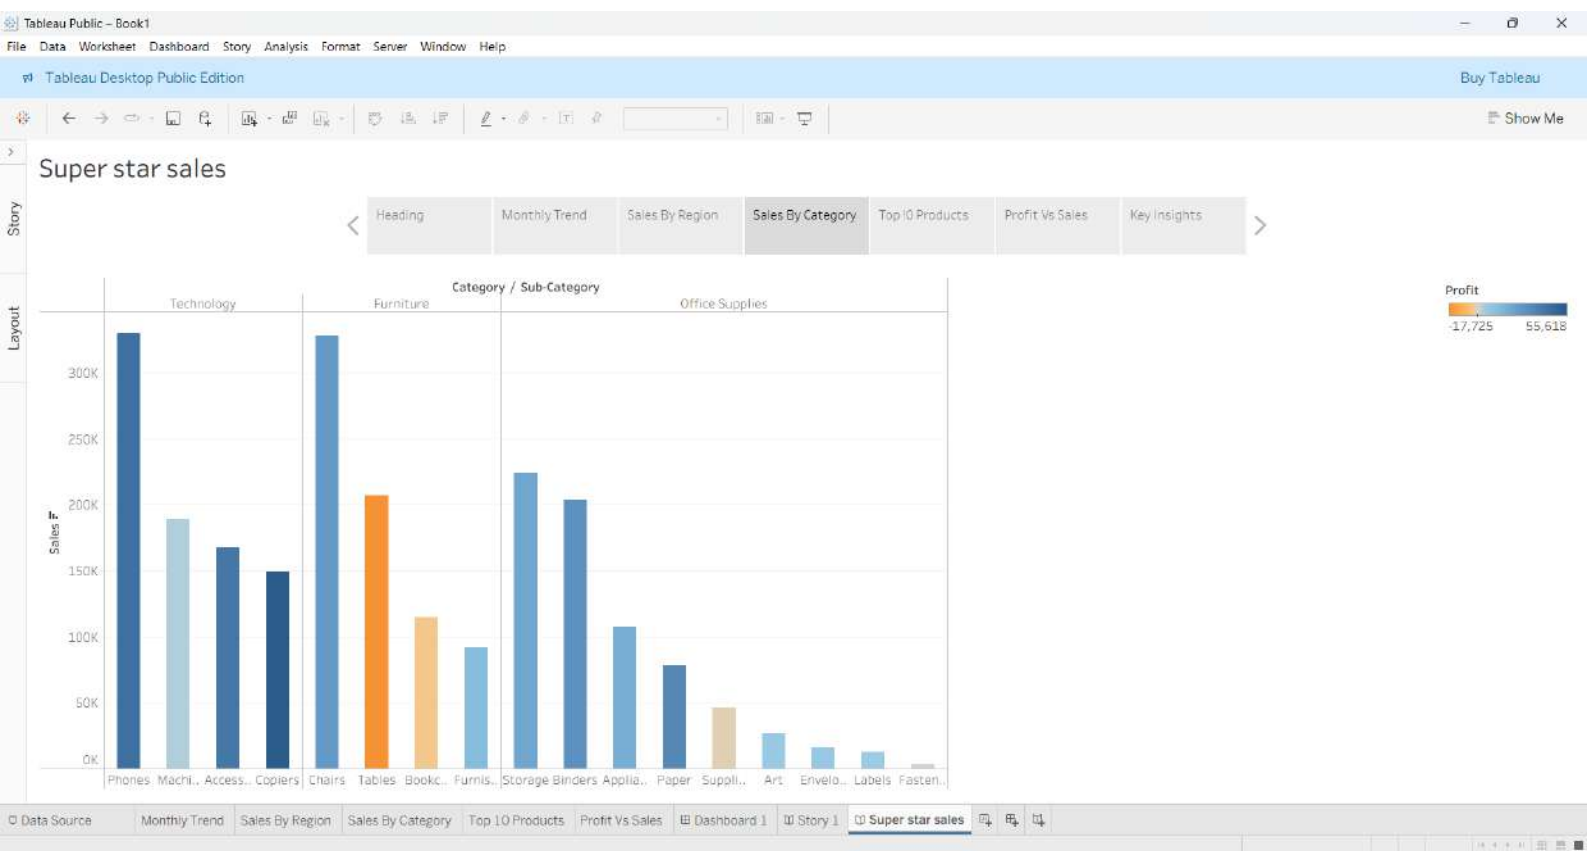 Tableau Public - Book1
File Data Worksheet Dashboard Story Analysis Format Server Window Help
Tableau Desktop Public Edition
Buy Tableau
Show Me
Super star sales
Story
Layout
Heading
Monthly Trend
Sales By Region
Sales By Category
Top 10 Products
Profit Vs Sales
Key Insights
Category / Sub-Category
Technology
Furniture
Office Supplies
Profit
-17,725 55,618
Sales
300K
250K
200K
150K
100K
50K
0K
Phones Machi.. Access.. Copiers Chairs Tables Bookc.. Furnis.. Storage Binders Applia.. Paper Suppli.. Art Envelo.. Labels Fasten..
Data Source Monthly Trend Sales By Region Sales By Category Top 10 Products Profit Vs Sales Dashboard 1 Story 1 Super star sales